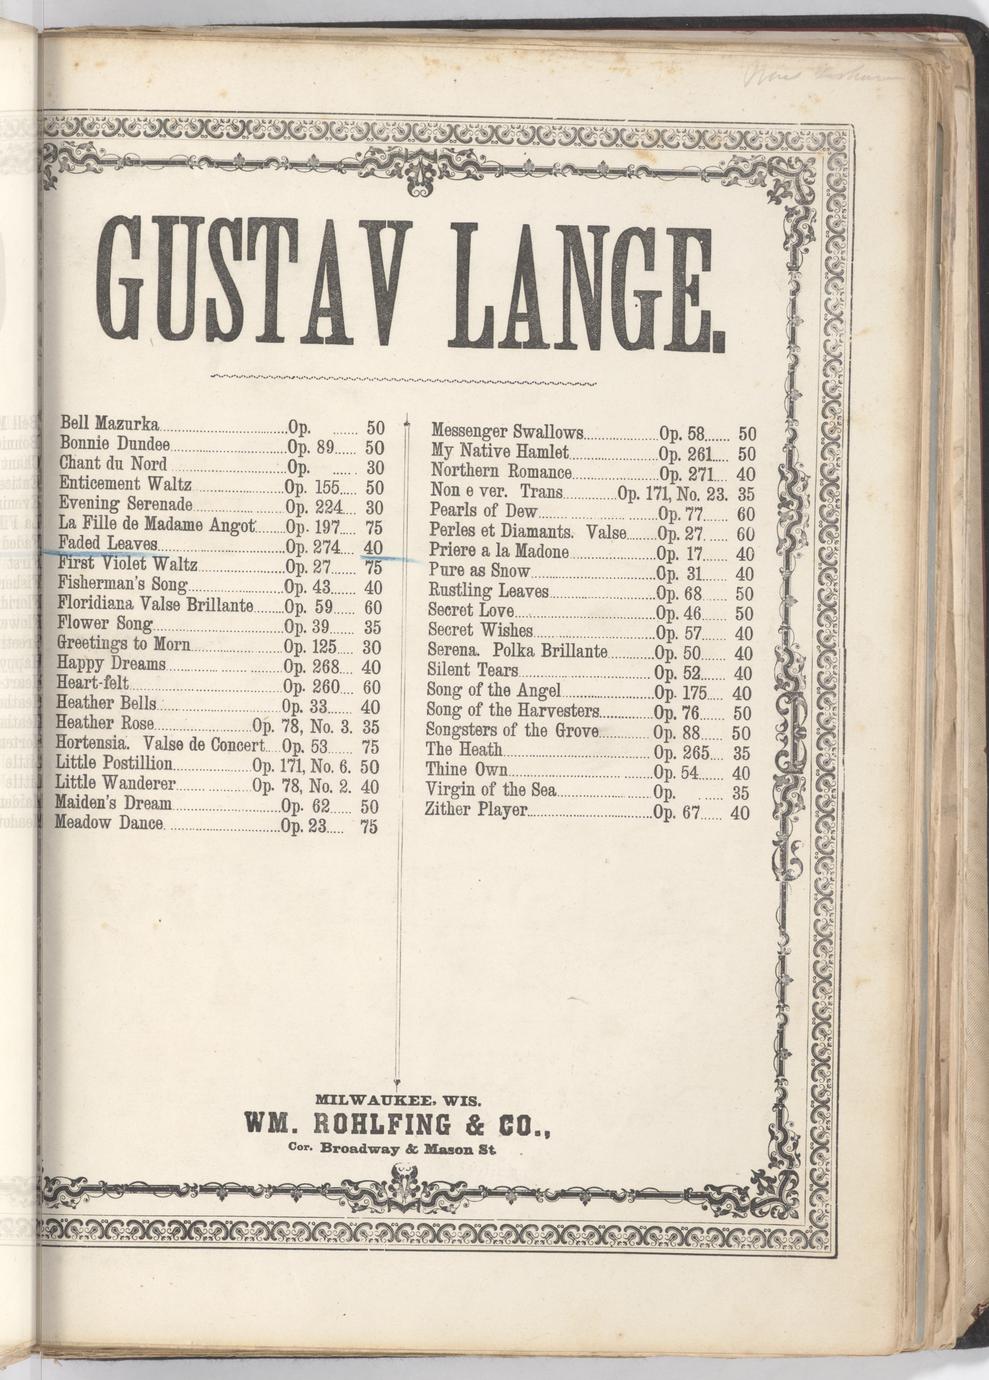 GUSTAV LANGE.
Bell Mazurka......Op. ...... 50
Bonnie Dundee......Op. 89...... 50
Chant du Nord ......Op. ...... 30
Enticement Waltz......Op. 155..... 50
Evening Serenade......Op. 224.... 30
La Fille de Madame Angot......Op. 197.... 75
Faded Leaves......Op. 274.... 40
First Violet Waltz......Op. 27...... 75
Fisherman's Song......Op. 43...... 40
Floridiana Valse Brillante......Op. 59...... 60
Flower Song......Op. 39...... 35
Greetings to Morn......Op. 125.... 30
Happy Dreams......Op. 268.... 40
Heart-felt......Op. 260.... 60
Heather Bells......Op. 33...... 40
Heather Rose......Op. 78, No. 3. 35
Hortensia. Valse de Concert....Op. 53...... 75
Little Postillion......Op. 171, No. 6. 50
Little Wanderer......Op. 78, No. 2. 40
Maiden's Dream......Op. 62...... 50
Meadow Dance. ......Op. 23..... 75
Messenger Swallows......Op. 58...... 50
My Native Hamlet......Op. 261.... 50
Northern Romance......Op. 271... 40
Non e ver. Trans......Op. 171, No. 23. 35
Pearls of Dew......Op. 77...... 60
Perles et Diamants. Valse......Op. 27...... 60
Priere a la Madone......Op. 17...... 40
Pure as Snow......Op. 31...... 40
Rustling Leaves......Op. 68...... 50
Secret Love......Op. 46...... 50
Secret Wishes......Op. 57...... 40
Serena. Polka Brillante......Op. 50...... 40
Silent Tears......Op. 52...... 40
Song of the Angel......Op. 175.... 40
Song of the Harvesters......Op. 76...... 50
Songsters of the Grove......Op. 88...... 50
The Heath......Op. 265.... 35
Thine Own......Op. 54...... 40
Virgin of the Sea......Op. ...... 35
Zither Player......Op. 67...... 40
MILWAUKEE, WIS.
WM. ROHLFING & CO.,
Cor. Broadway & Mason St